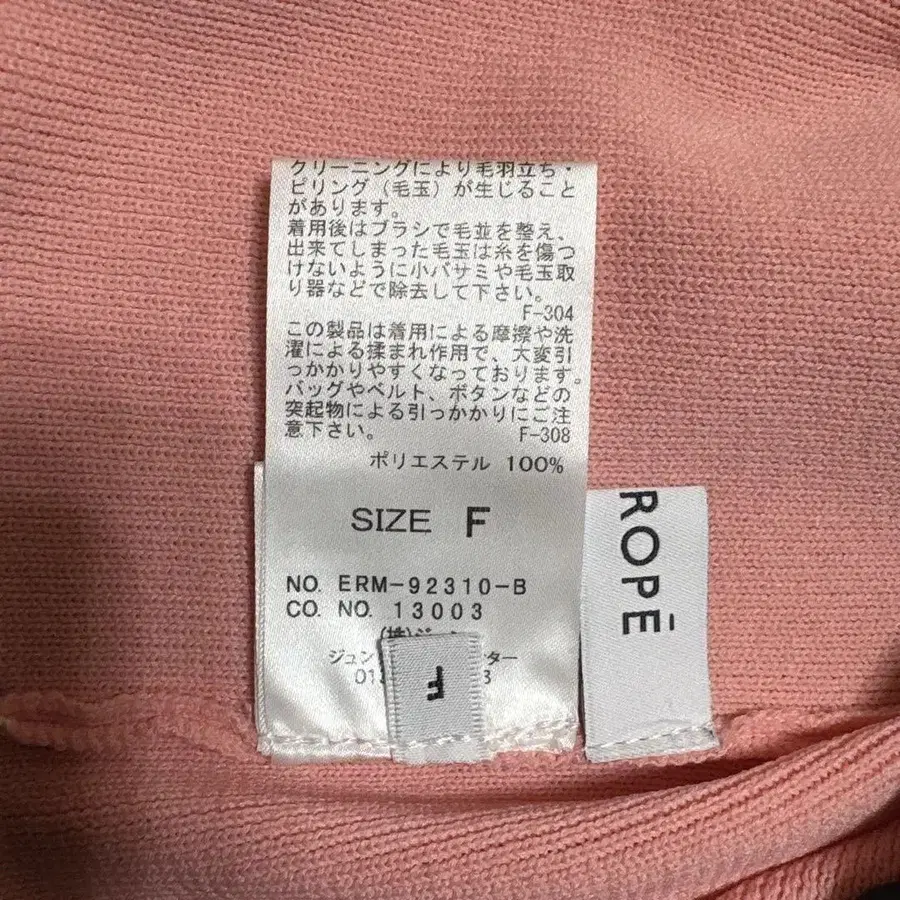 クリーニングにより毛羽立ち・
ピリング（毛玉）が生じること
があります。
着用後はブラシで毛並を整え、
出来てしまった毛玉は糸を傷つ
けないように小バサミや毛玉取
り器などで除去して下さい。
F-304
この製品は着用による摩擦や洗
濯による揉まれ作用で、大変引
っかかりやすくなっております。
バッグやベルト、ボタンなどの
突起物による引っかかりにご注
意下さい。
F-308
ポリエステル 100%
SIZE F
NO. ERM-92310-B
CO. NO. 13003
(株)
ジュン
F
ROPÉ